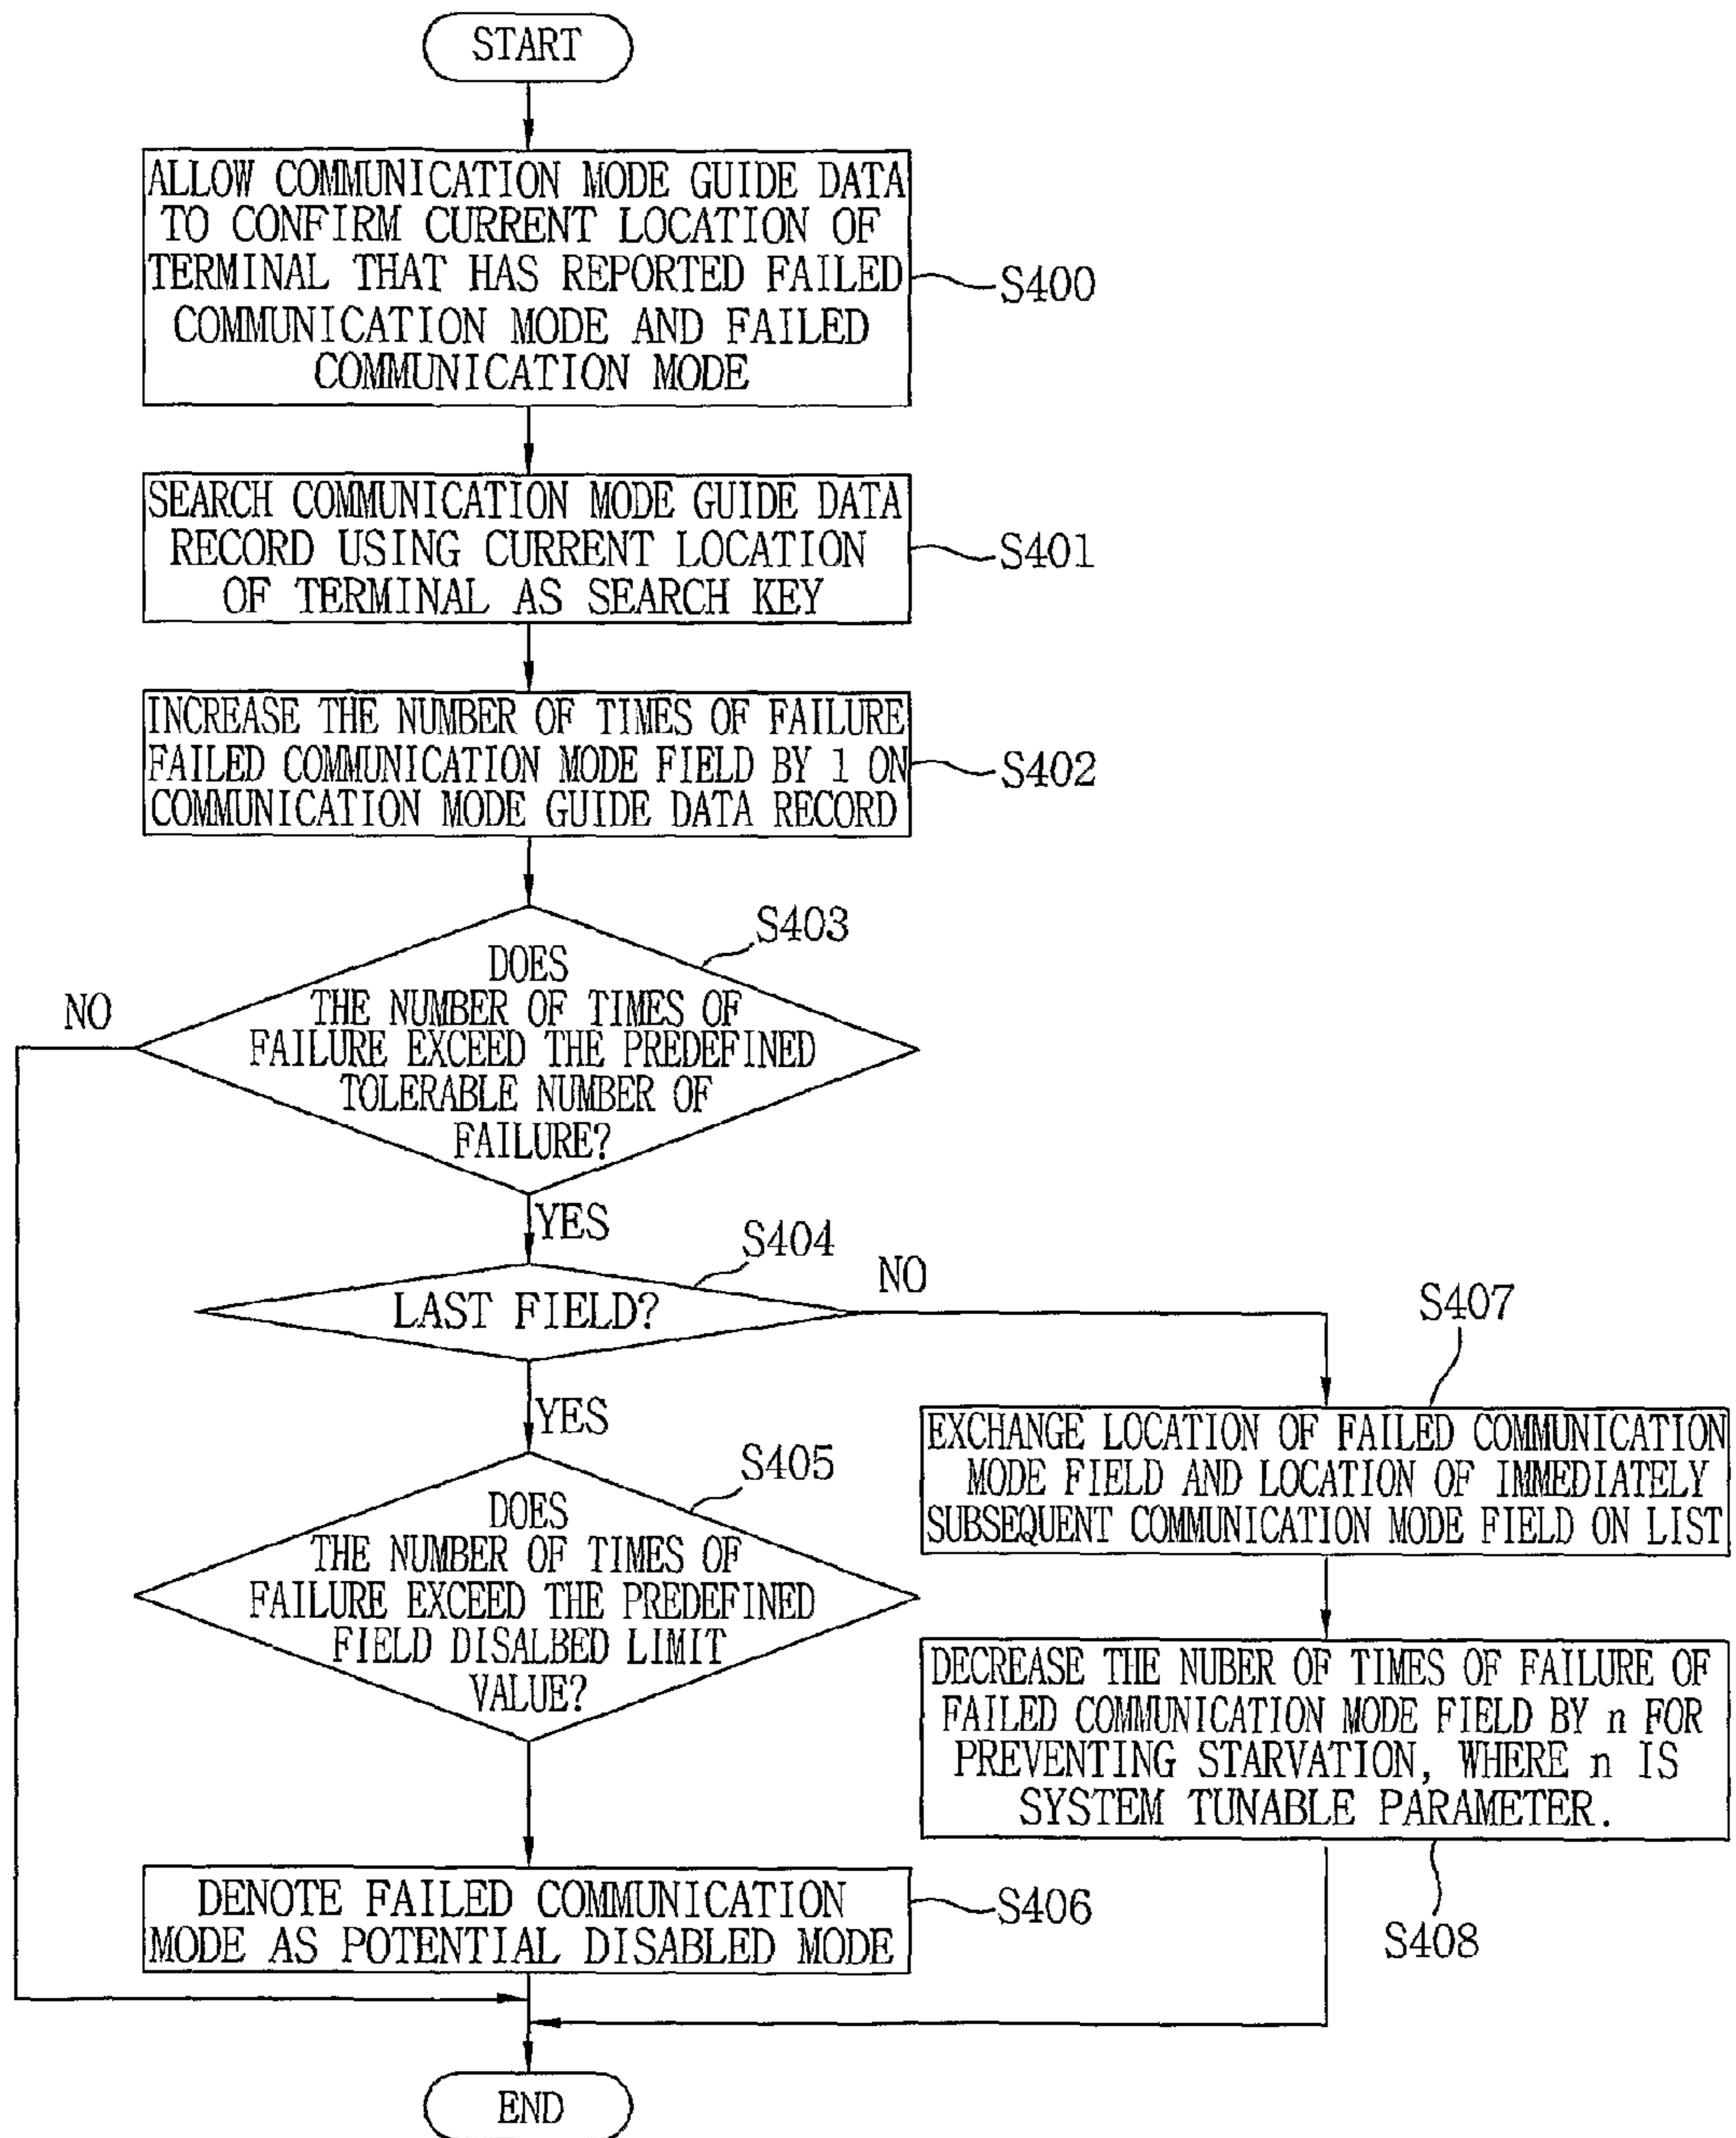 START
ALLOW COMMUNICATION MODE GUIDE DATA
TO CONFIRM CURRENT LOCATION OF
TERMINAL THAT HAS REPORTED FAILED
COMMUNICATION MODE AND FAILED
COMMUNICATION MODE
S400
SEARCH COMMUNICATION MODE GUIDE DATA
RECORD USING CURRENT LOCATION
OF TERMINAL AS SEARCH KEY
S401
INCREASE THE NUMBER OF TIMES OF FAILURE
FAILED COMMUNICATION MODE FIELD BY 1 ON
COMMUNICATION MODE GUIDE DATA RECORD
S402
S403
DOES
THE NUMBER OF TIMES OF
FAILURE EXCEED THE PREDEFINED
TOLERABLE NUMBER OF
FAILURE?
NO
YES
S404
LAST FIELD?
NO
YES
S405
DOES
THE NUMBER OF TIMES OF
FAILURE EXCEED THE PREDEFINED
FIELD DISALBED LIMIT
VALUE?
S407
EXCHANGE LOCATION OF FAILED COMMUNICATION
MODE FIELD AND LOCATION OF IMMEDIATELY
SUBSEQUENT COMMUNICATION MODE FIELD ON LIST
DECREASE THE NUBER OF TIMES OF FAILURE OF
FAILED COMMUNICATION MODE FIELD BY n FOR
PREVENTING STARVATION, WHERE n IS
SYSTEM TUNABLE PARAMETER.
S408
DENOTE FAILED COMMUNICATION
MODE AS POTENTIAL DISABLED MODE
S406
END